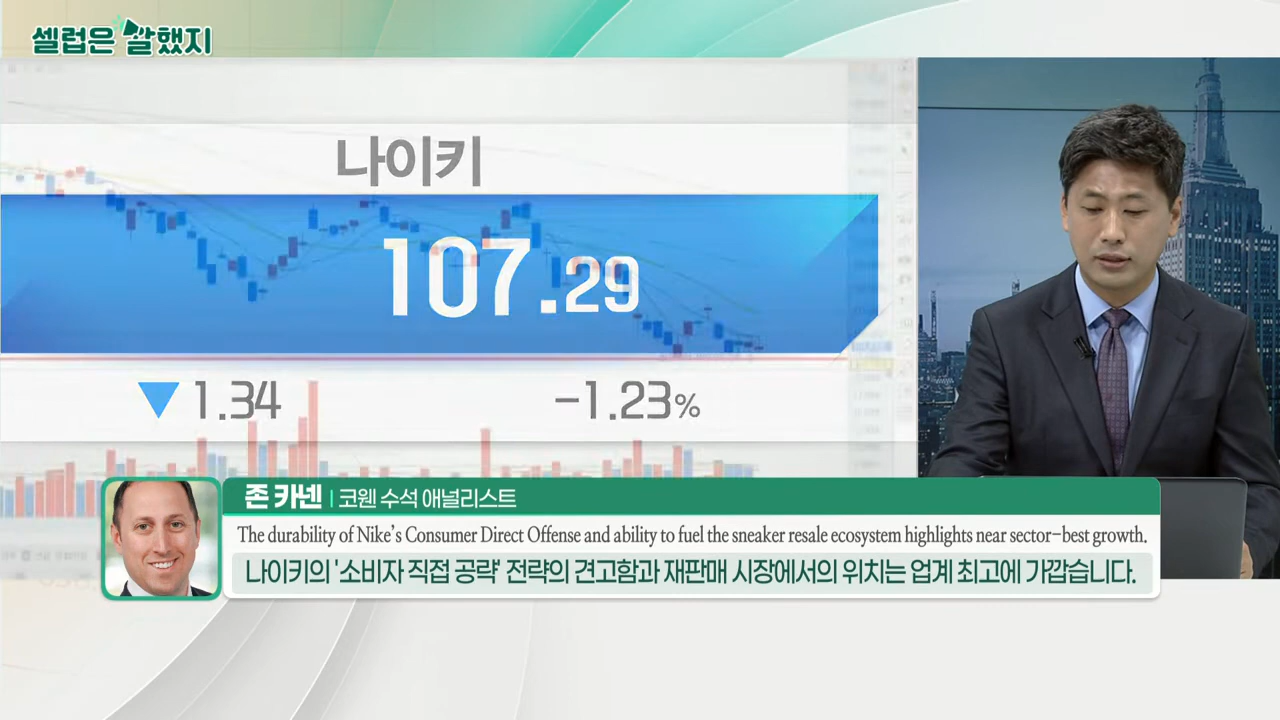 셀럽은 말했지
나이키
107.29
▼ 1.34 -1.23%
존 카넨 | 코웬 수석 애널리스트
The durability of Nike's Consumer Direct Offense and ability to fuel the sneaker resale ecosystem highlights near sector-best growth.
나이키의 '소비자 직접 공략' 전략의 견고함과 재판매 시장에서의 위치는 업계 최고에 가깝습니다.